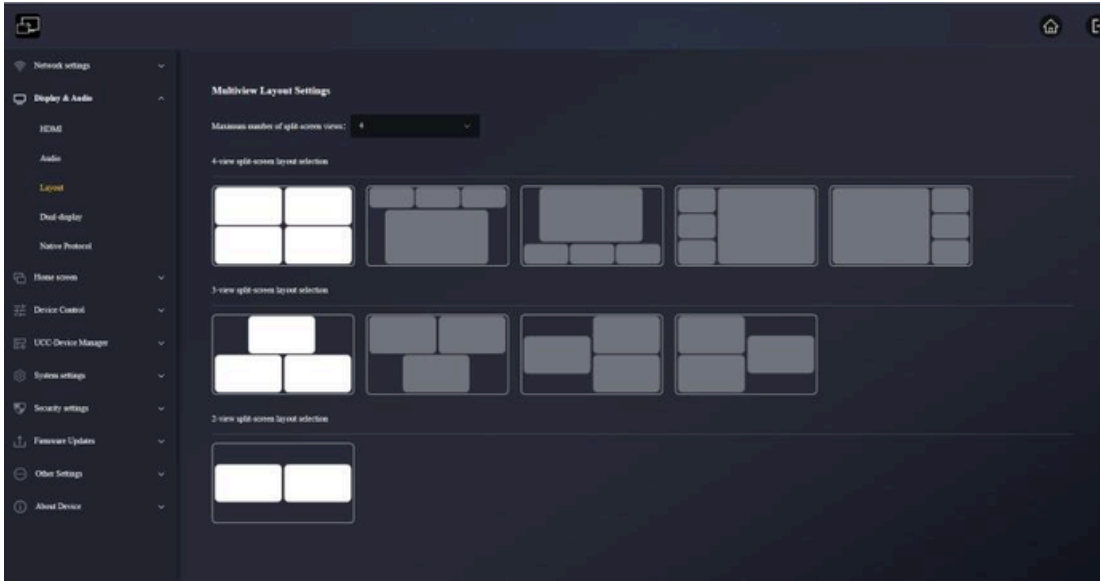 Network settings
Display & Audio
HDMI
Audio
Layout
Dual-display
Native Protocol
Home screen
Device Control
UCC-Device Manager
System settings
Security settings
Firmware Updates
Other Settings
About Device
Multiview Layout Settings
Maximum number of split-screen views: 4
4-view split-screen layout selection
3-view split-screen layout selection
2-view split-screen layout selection